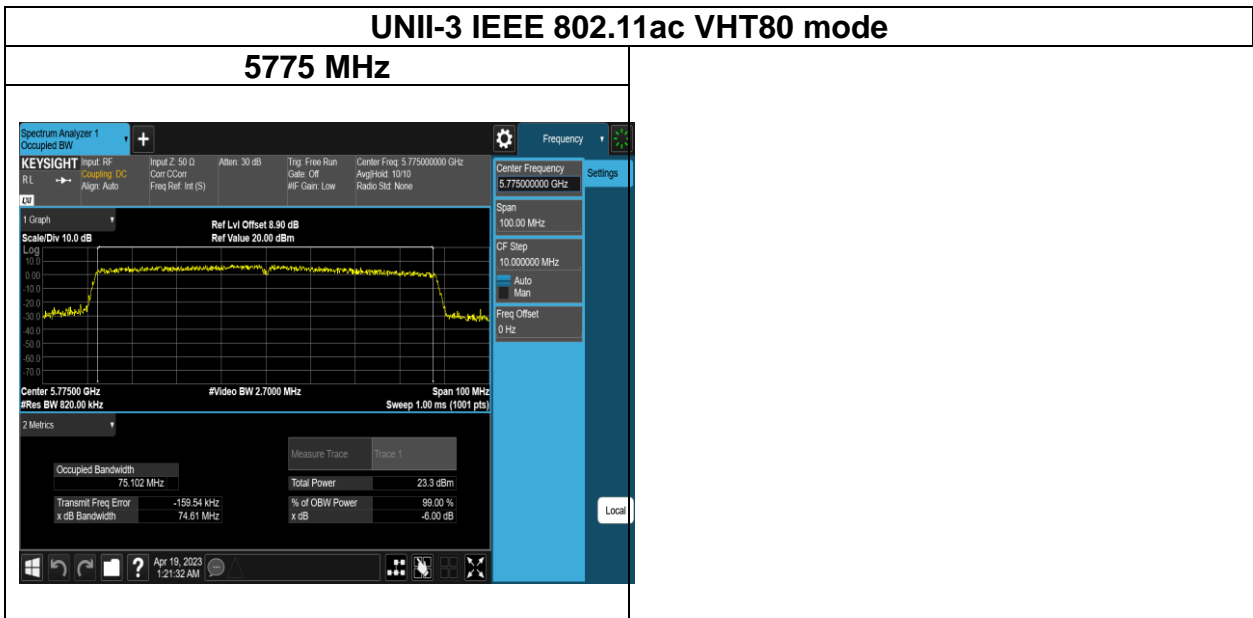 UNII-3 IEEE 802.11ac VHT80 mode
5775 MHz
Spectrum Analyzer 1
Occupied BW
+
Frequency
KEYSIGHT
RL
LXI
Input: RF
Coupling: DC
Align: Auto
Input Z: 50 Ω
Corr CCorr
Freq Ref: Int (S)
Atten: 30 dB
Trig: Free Run
Gate: Off
#IF Gain: Low
Center Freq: 5.775000000 GHz
Avg|Hold: 10/10
Radio Std: None
Center Frequency
5.775000000 GHz
Settings
Span
100.00 MHz
CF Step
10.000000 MHz
Auto
Man
Freq Offset
0 Hz
1 Graph
Scale/Div 10.0 dB
Ref Lvl Offset 8.90 dB
Ref Value 20.00 dBm
Log
10.0
0.00
-10.0
-20.0
-30.0
-40.0
-50.0
-60.0
-70.0
Center 5.77500 GHz
#Video BW 2.7000 MHz
Span 100 MHz
#Res BW 820.00 kHz
Sweep 1.00 ms (1001 pts)
2 Metrics
Measure Trace Trace 1
Occupied Bandwidth
75.102 MHz
Total Power 23.3 dBm
Transmit Freq Error -159.54 kHz
% of OBW Power 99.00 %
x dB Bandwidth 74.61 MHz
x dB -6.00 dB
Local
?
Apr 19, 2023
1:21:32 AM